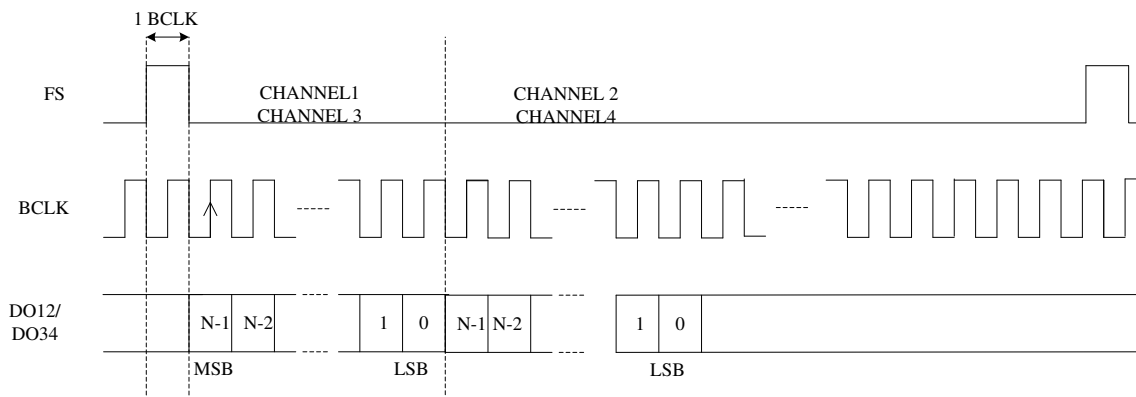 1 BCLK
FS
CHANNEL1
CHANNEL 3
CHANNEL 2
CHANNEL4
BCLK
DO12/
DO34
N-1 N-2 1 0 N-1 N-2 1 0
MSB LSB LSB